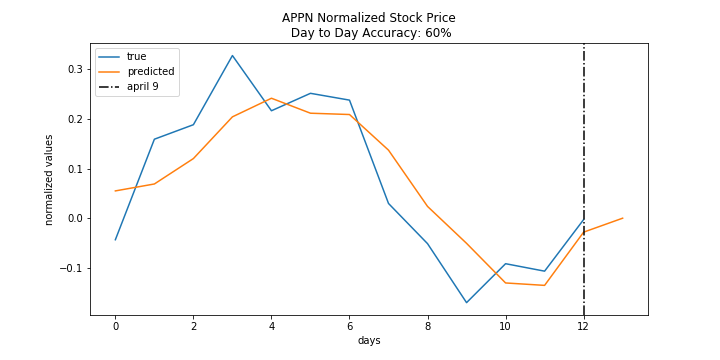 APPN Normalized Stock Price
Day to Day Accuracy: 60%
true
predicted
april 9
normalized values
0.3
0.2
0.1
0.0
−0.1
0 2 4 6 8 10 12
days